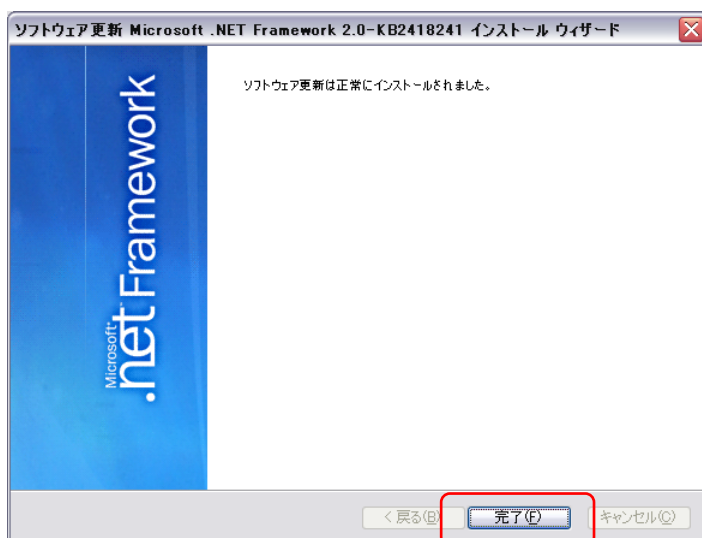 ソフトウェア更新 Microsoft .NET Framework 2.0-KB2418241 インストール ウィザード
ソフトウェア更新は正常にインストールされました。
Microsoft
.net Framework
< 戻る(B)
完了(F)
キャンセル(C)